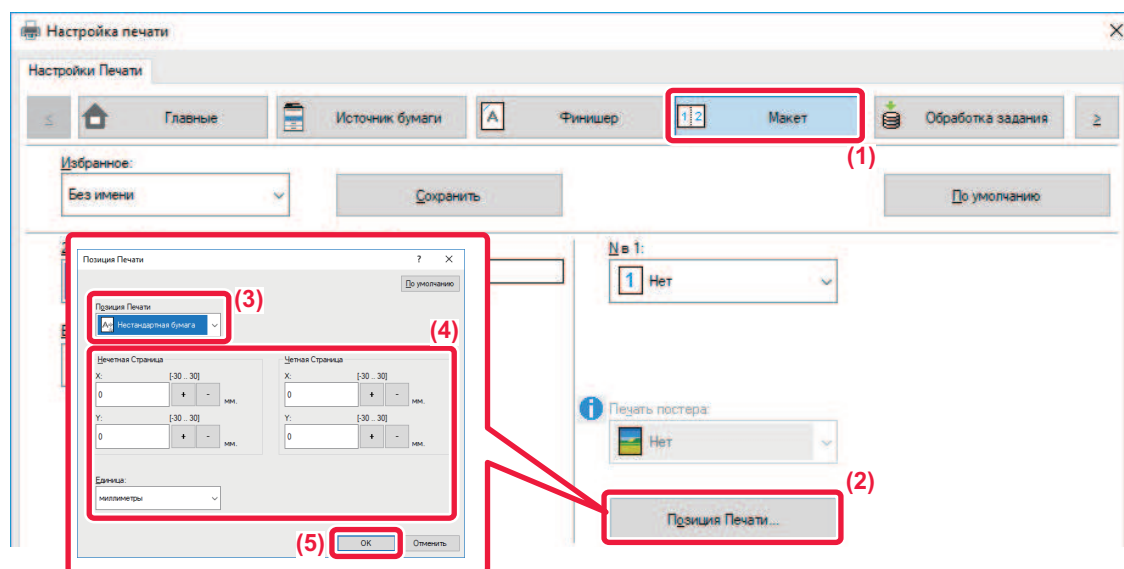 Настройка печати
Настройки Печати
≤ Главные Источник бумаги Финишер 1 2 Макет Обработка задания ≥
(1)
Избранное:
Без имени Сохранить По умолчанию
Позиция Печати ? ×
По умолчанию
Позиция Печати
Нестандартная бумага
(3)
(4)
Нечетная Страница Четная Страница
X: [-30 .. 30] X: [-30 .. 30]
0 + - мм. 0 + - мм.
Y: [-30 .. 30] Y: [-30 .. 30]
0 + - мм. 0 + - мм.
Единица:
миллиметры
(5) OK Отменить
N в 1:
1 Нет
Печать постера:
Нет
(2)
Позиция Печати...